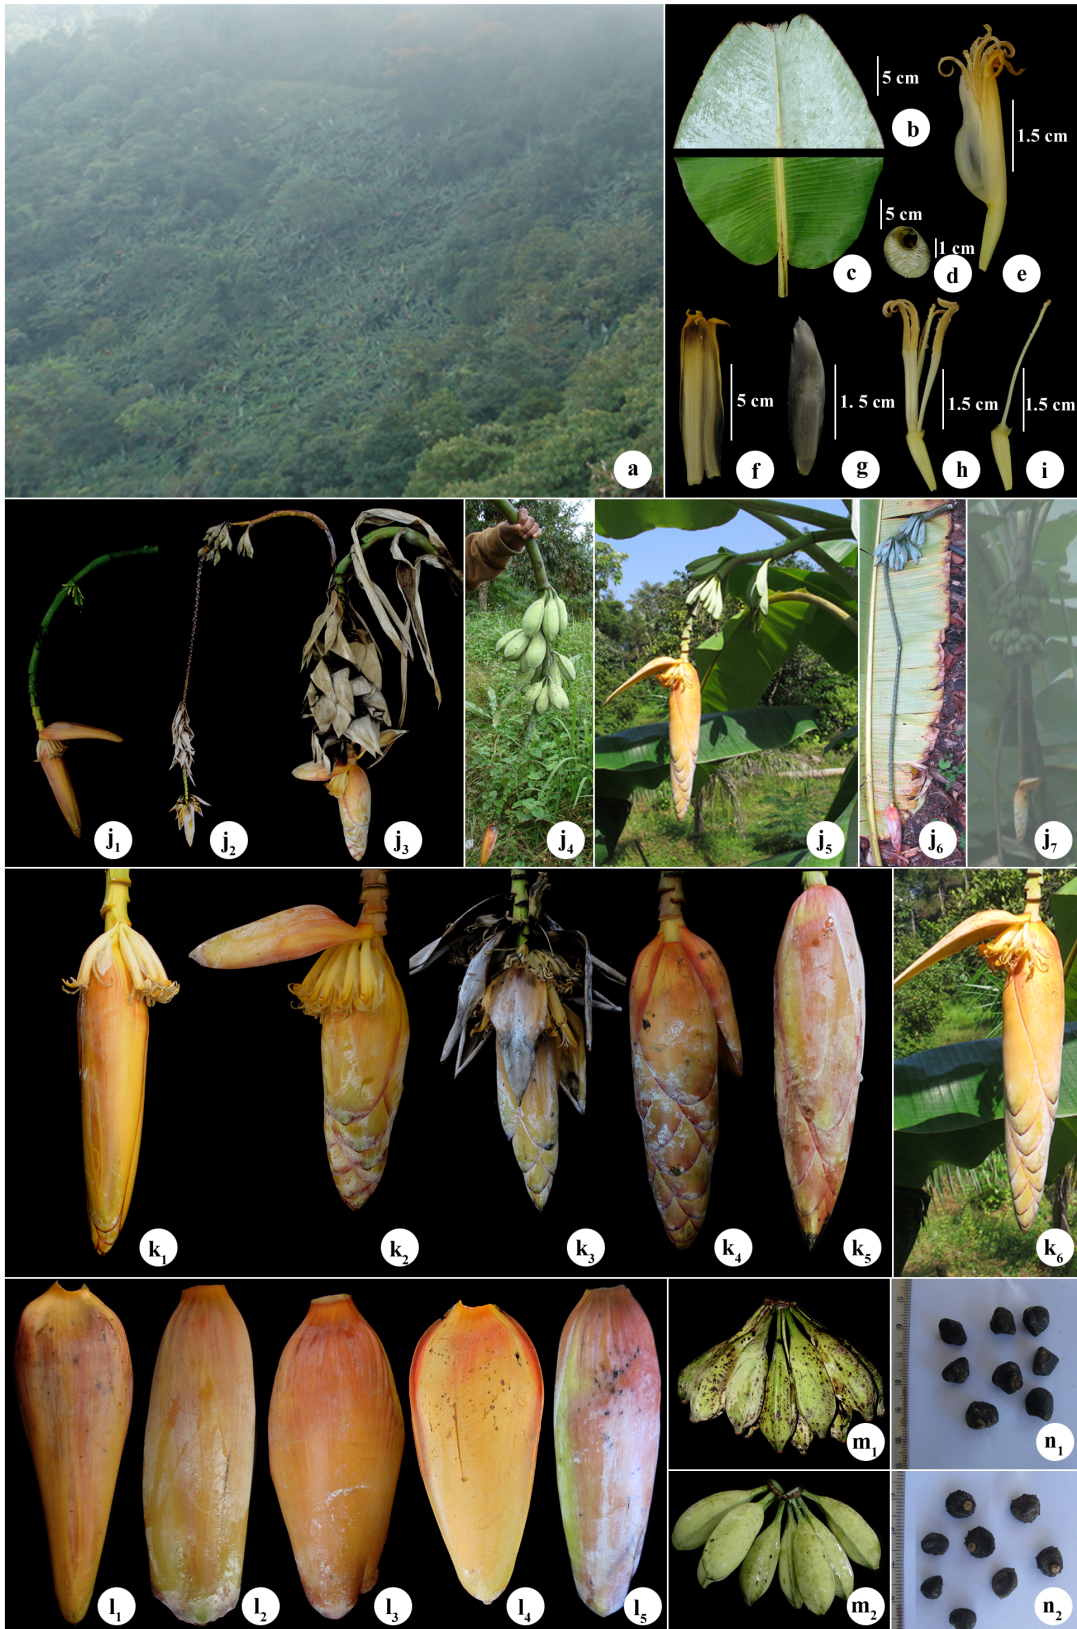 a
5 cm
b
5 cm
c
1 cm
d
1.5 cm
e
5 cm
f
1. 5 cm
g
1.5 cm
h
1.5 cm
i
j₁
j₂
j₃
j₄
j₅
j₆
j₇
k₁
k₂
k₃
k₄
k₅
k₆
l₁
l₂
l₃
l₄
l₅
m₁
n₁
m₂
n₂